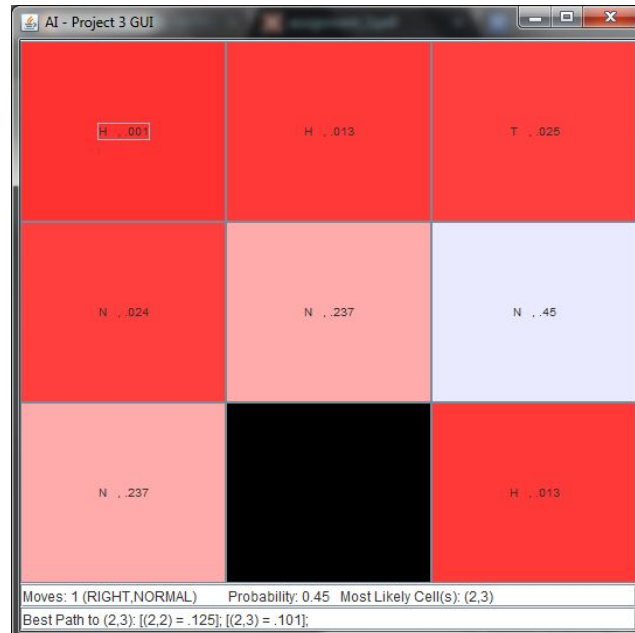 AI - Project 3 GUI
H , .001 H , .013 T , .025
N , .024 N , .237 N , .45
N , .237 H , .013
Moves: 1 (RIGHT,NORMAL) Probability: 0.45 Most Likely Cell(s): (2,3)
Best Path to (2,3): [(2,2) = .125]; [(2,3) = .101];